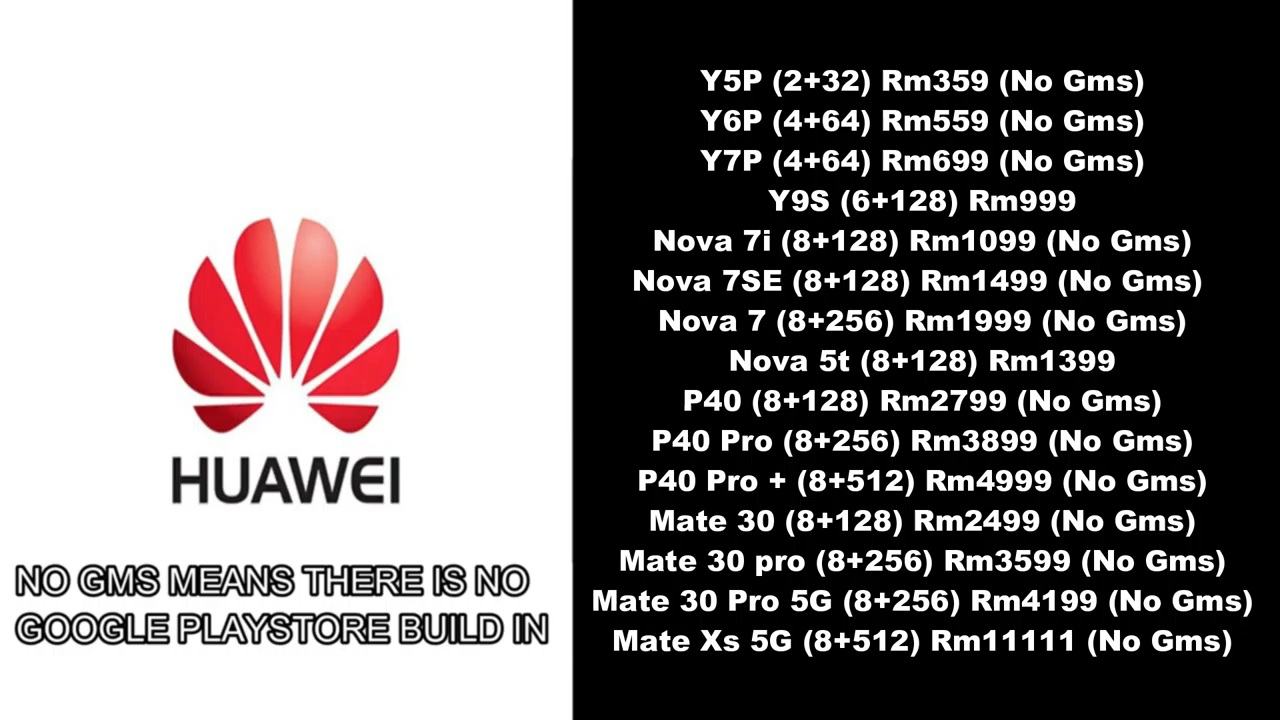 HUAWEI
NO GMS MEANS THERE IS NO
GOOGLE PLAYSTORE BUILD IN
Y5P (2+32) Rm359 (No Gms)
Y6P (4+64) Rm559 (No Gms)
Y7P (4+64) Rm699 (No Gms)
Y9S (6+128) Rm999
Nova 7i (8+128) Rm1099 (No Gms)
Nova 7SE (8+128) Rm1499 (No Gms)
Nova 7 (8+256) Rm1999 (No Gms)
Nova 5t (8+128) Rm1399
P40 (8+128) Rm2799 (No Gms)
P40 Pro (8+256) Rm3899 (No Gms)
P40 Pro + (8+512) Rm4999 (No Gms)
Mate 30 (8+128) Rm2499 (No Gms)
Mate 30 pro (8+256) Rm3599 (No Gms)
Mate 30 Pro 5G (8+256) Rm4199 (No Gms)
Mate Xs 5G (8+512) Rm11111 (No Gms)